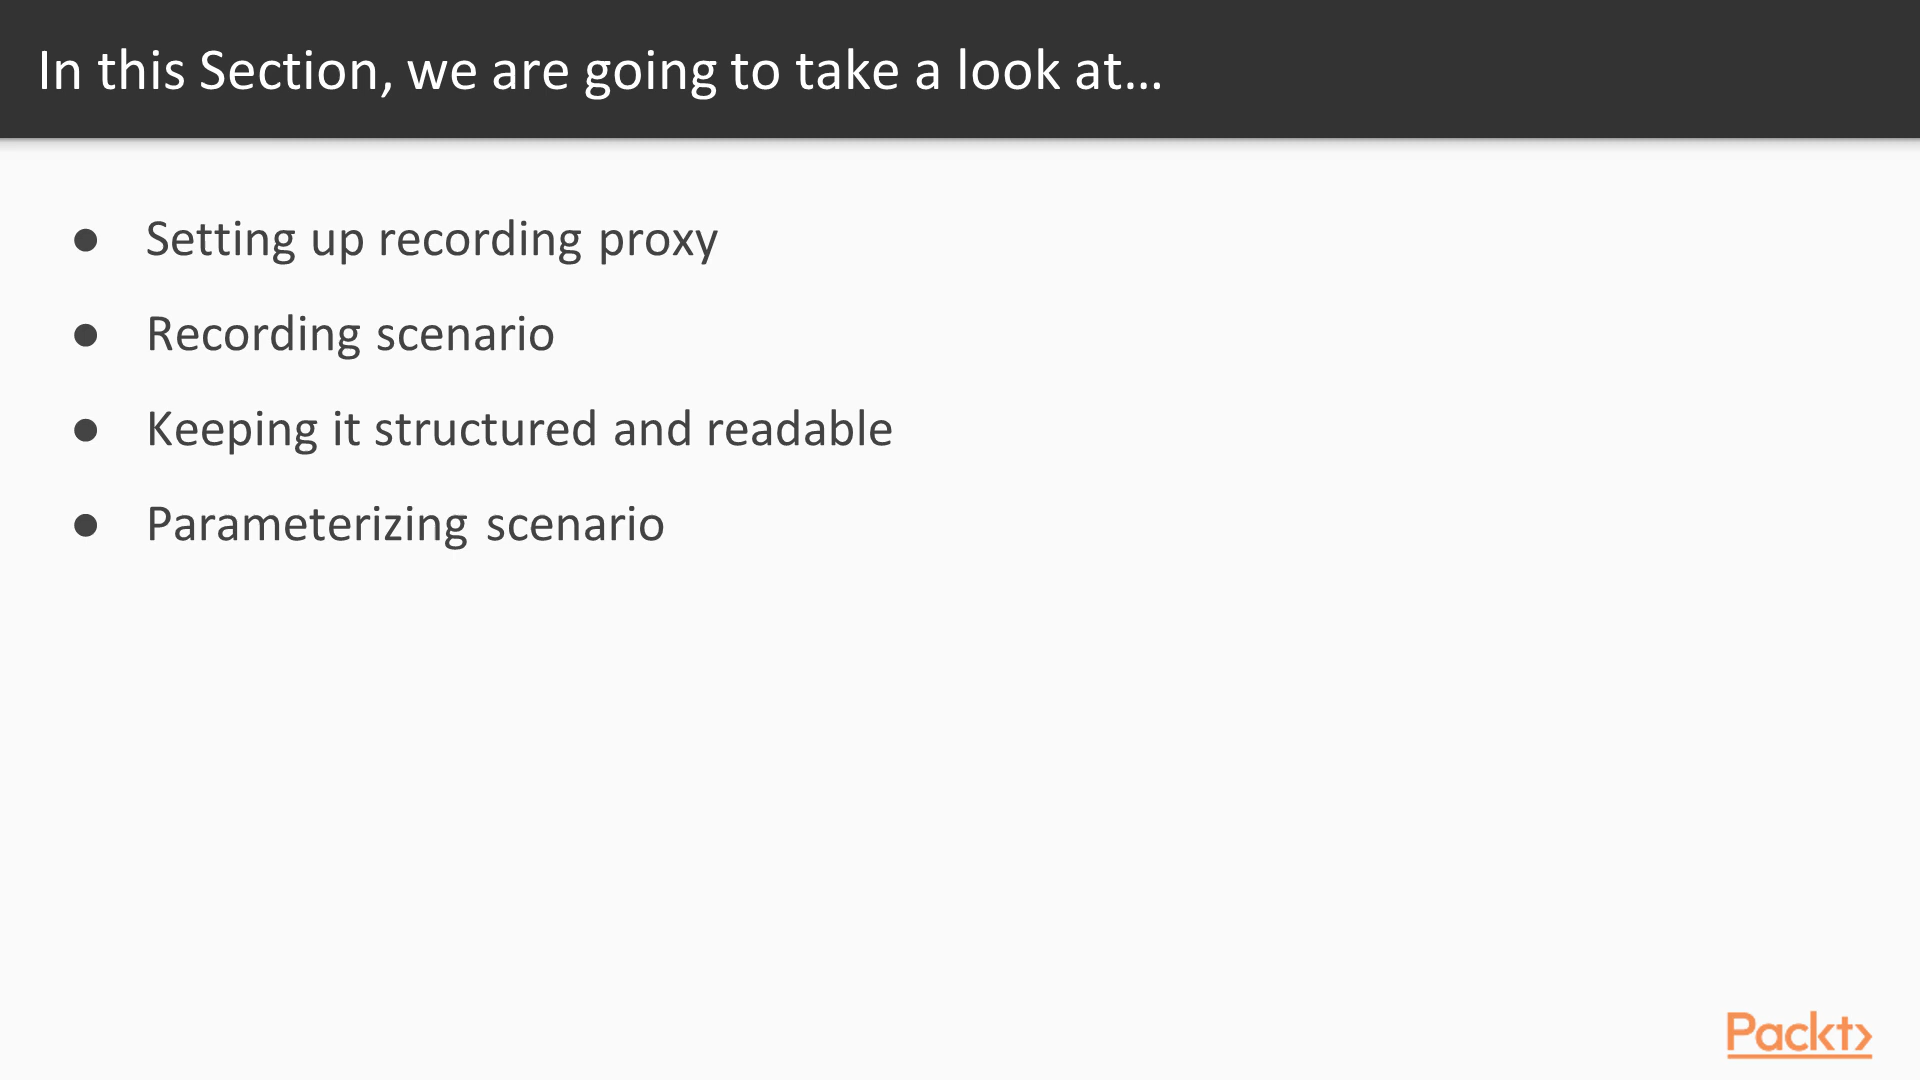 In this Section, we are going to take a look at…
● Setting up recording proxy
● Recording scenario
● Keeping it structured and readable
● Parameterizing scenario
Packt>